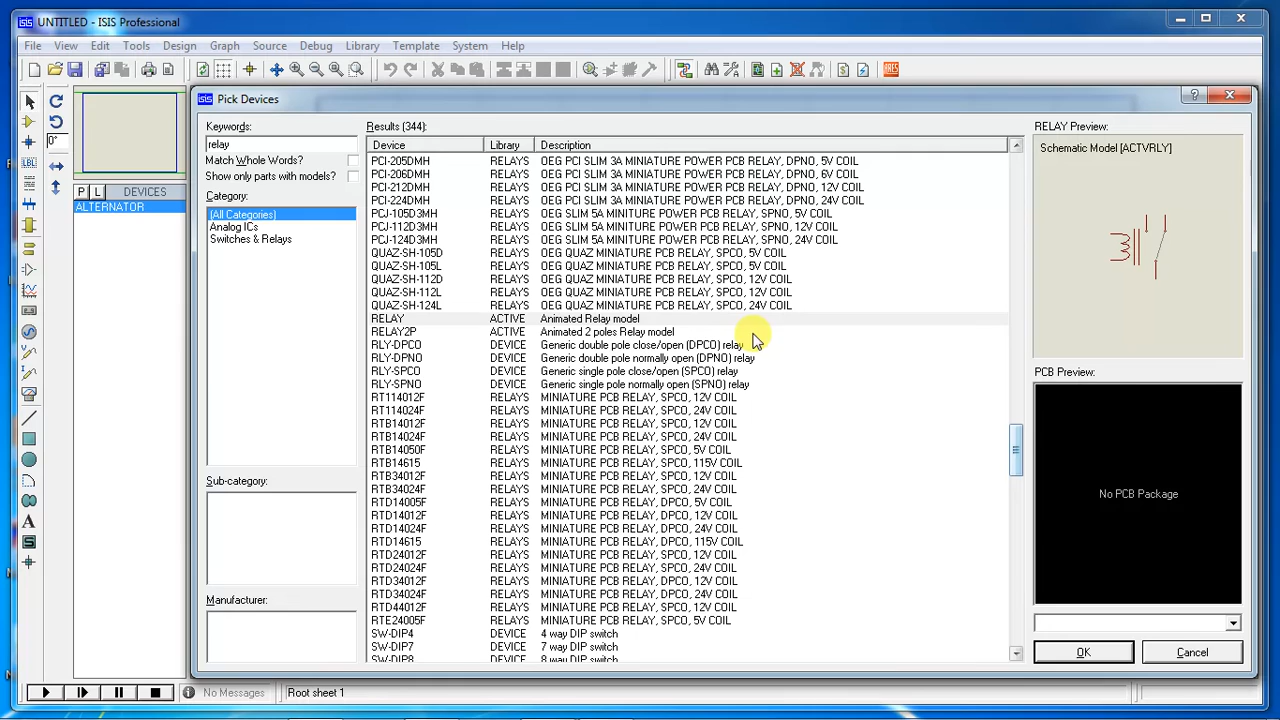 UNTITLED - ISIS Professional
File View Edit Tools Design Graph Source Debug Library Template System Help
ARES
Pick Devices
0°
LBL
P L DEVICES
ALTERNATOR
Keywords:
relay
Match Whole Words?
Show only parts with models?
Category:
(All Categories)
Analog ICs
Switches & Relays
Sub-category:
Manufacturer:
Results (344):
Device Library Description
PCI-205DMH RELAYS OEG PCI SLIM 3A MINIATURE POWER PCB RELAY, DPNO, 5V COIL
PCI-206DMH RELAYS OEG PCI SLIM 3A MINIATURE POWER PCB RELAY, DPNO, 6V COIL
PCI-212DMH RELAYS OEG PCI SLIM 3A MINIATURE POWER PCB RELAY, DPNO, 12V COIL
PCI-224DMH RELAYS OEG PCI SLIM 3A MINIATURE POWER PCB RELAY, DPNO, 24V COIL
PCJ-105D3MH RELAYS OEG SLIM 5A MINITURE POWER PCB RELAY, SPNO, 5V COIL
PCJ-112D3MH RELAYS OEG SLIM 5A MINITURE POWER PCB RELAY, SPNO, 12V COIL
PCJ-124D3MH RELAYS OEG SLIM 5A MINITURE POWER PCB RELAY, SPNO, 24V COIL
QUAZ-SH-105D RELAYS OEG QUAZ MINIATURE PCB RELAY, SPCO, 5V COIL
QUAZ-SH-105L RELAYS OEG QUAZ MINIATURE PCB RELAY, SPCO, 5V COIL
QUAZ-SH-112D RELAYS OEG QUAZ MINIATURE PCB RELAY, SPCO, 12V COIL
QUAZ-SH-112L RELAYS OEG QUAZ MINIATURE PCB RELAY, SPCO, 12V COIL
QUAZ-SH-124L RELAYS OEG QUAZ MINIATURE PCB RELAY, SPCO, 24V COIL
RELAY ACTIVE Animated Relay model
RELAY2P ACTIVE Animated 2 poles Relay model
RLY-DPCO DEVICE Generic double pole close/open (DPCO) relay
RLY-DPNO DEVICE Generic double pole normally open (DPNO) relay
RLY-SPCO DEVICE Generic single pole close/open (SPCO) relay
RLY-SPNO DEVICE Generic single pole normally open (SPNO) relay
RT114012F RELAYS MINIATURE PCB RELAY, SPCO, 12V COIL
RT114024F RELAYS MINIATURE PCB RELAY, SPCO, 24V COIL
RTB14012F RELAYS MINIATURE PCB RELAY, SPCO, 12V COIL
RTB14024F RELAYS MINIATURE PCB RELAY, SPCO, 24V COIL
RTB14050F RELAYS MINIATURE PCB RELAY, SPCO, 5V COIL
RTB14615 RELAYS MINIATURE PCB RELAY, SPCO, 115V COIL
RTB34012F RELAYS MINIATURE PCB RELAY, SPCO, 12V COIL
RTB34024F RELAYS MINIATURE PCB RELAY, SPCO, 24V COIL
RTD14005F RELAYS MINIATURE PCB RELAY, DPCO, 5V COIL
RTD14012F RELAYS MINIATURE PCB RELAY, DPCO, 12V COIL
RTD14024F RELAYS MINIATURE PCB RELAY, DPCO, 24V COIL
RTD14615 RELAYS MINIATURE PCB RELAY, DPCO, 115V COIL
RTD24012F RELAYS MINIATURE PCB RELAY, SPCO, 12V COIL
RTD24024F RELAYS MINIATURE PCB RELAY, SPCO, 24V COIL
RTD34012F RELAYS MINIATURE PCB RELAY, DPCO, 12V COIL
RTD34024F RELAYS MINIATURE PCB RELAY, DPCO, 24V COIL
RTD44012F RELAYS MINIATURE PCB RELAY, SPCO, 12V COIL
RTE24005F RELAYS MINIATURE PCB RELAY, SPCO, 5V COIL
SW-DIP4 DEVICE 4 way DIP switch
SW-DIP7 DEVICE 7 way DIP switch
SW-DIP8 DEVICE 8 way DIP switch
RELAY Preview:
Schematic Model [ACTVRLY]
PCB Preview:
No PCB Package
OK Cancel
No Messages Root sheet 1